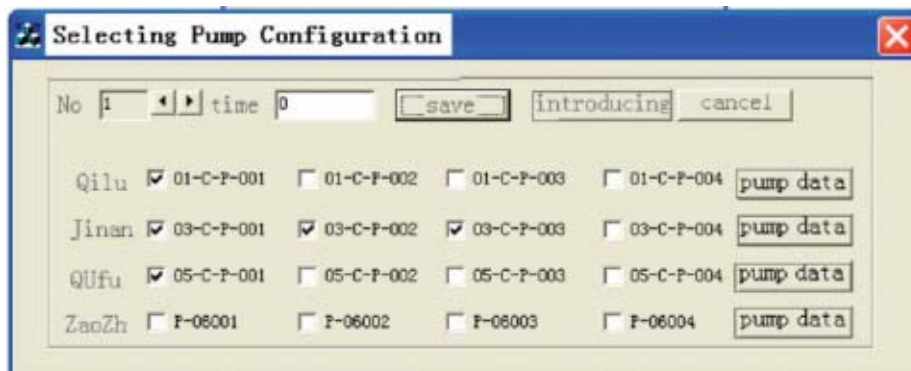 Selecting Pump Configuration
No 1 time 0 save introducing cancel
Qilu 01-C-P-001 01-C-P-002 01-C-P-003 01-C-P-004 pump data
Jinan 03-C-P-001 03-C-P-002 03-C-P-003 03-C-P-004 pump data
QUfu 05-C-P-001 05-C-P-002 05-C-P-003 05-C-P-004 pump data
ZaoZh P-06001 P-06002 P-06003 P-06004 pump data